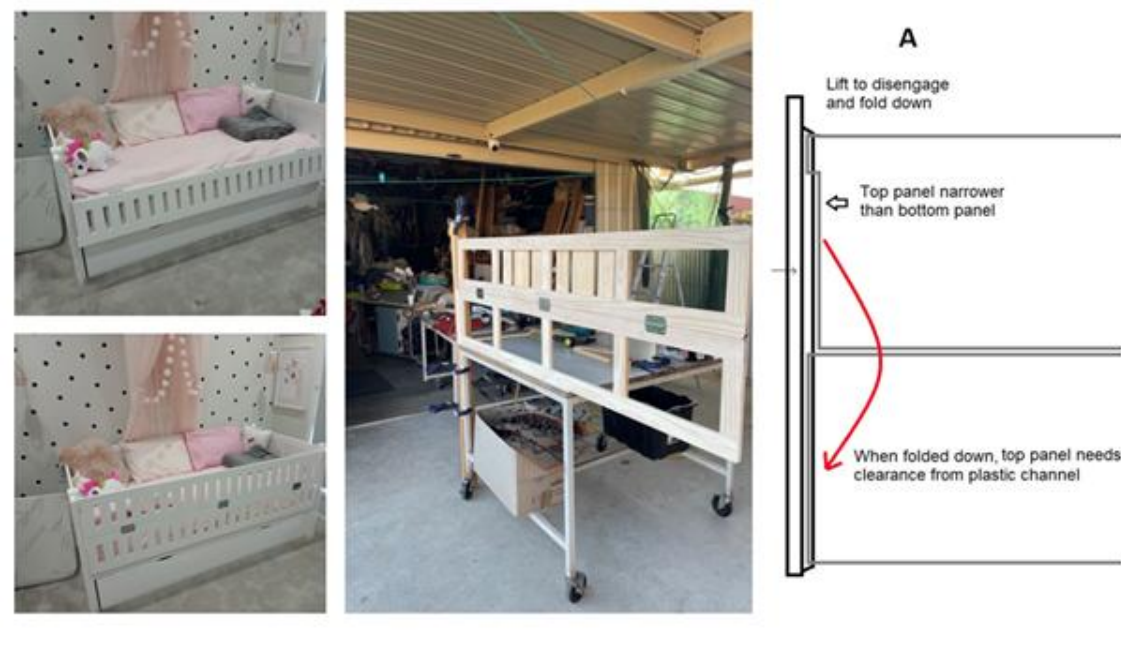 A
Lift to disengage
and fold down
Top panel narrower
than bottom panel
When folded down, top panel needs
clearance from plastic channel